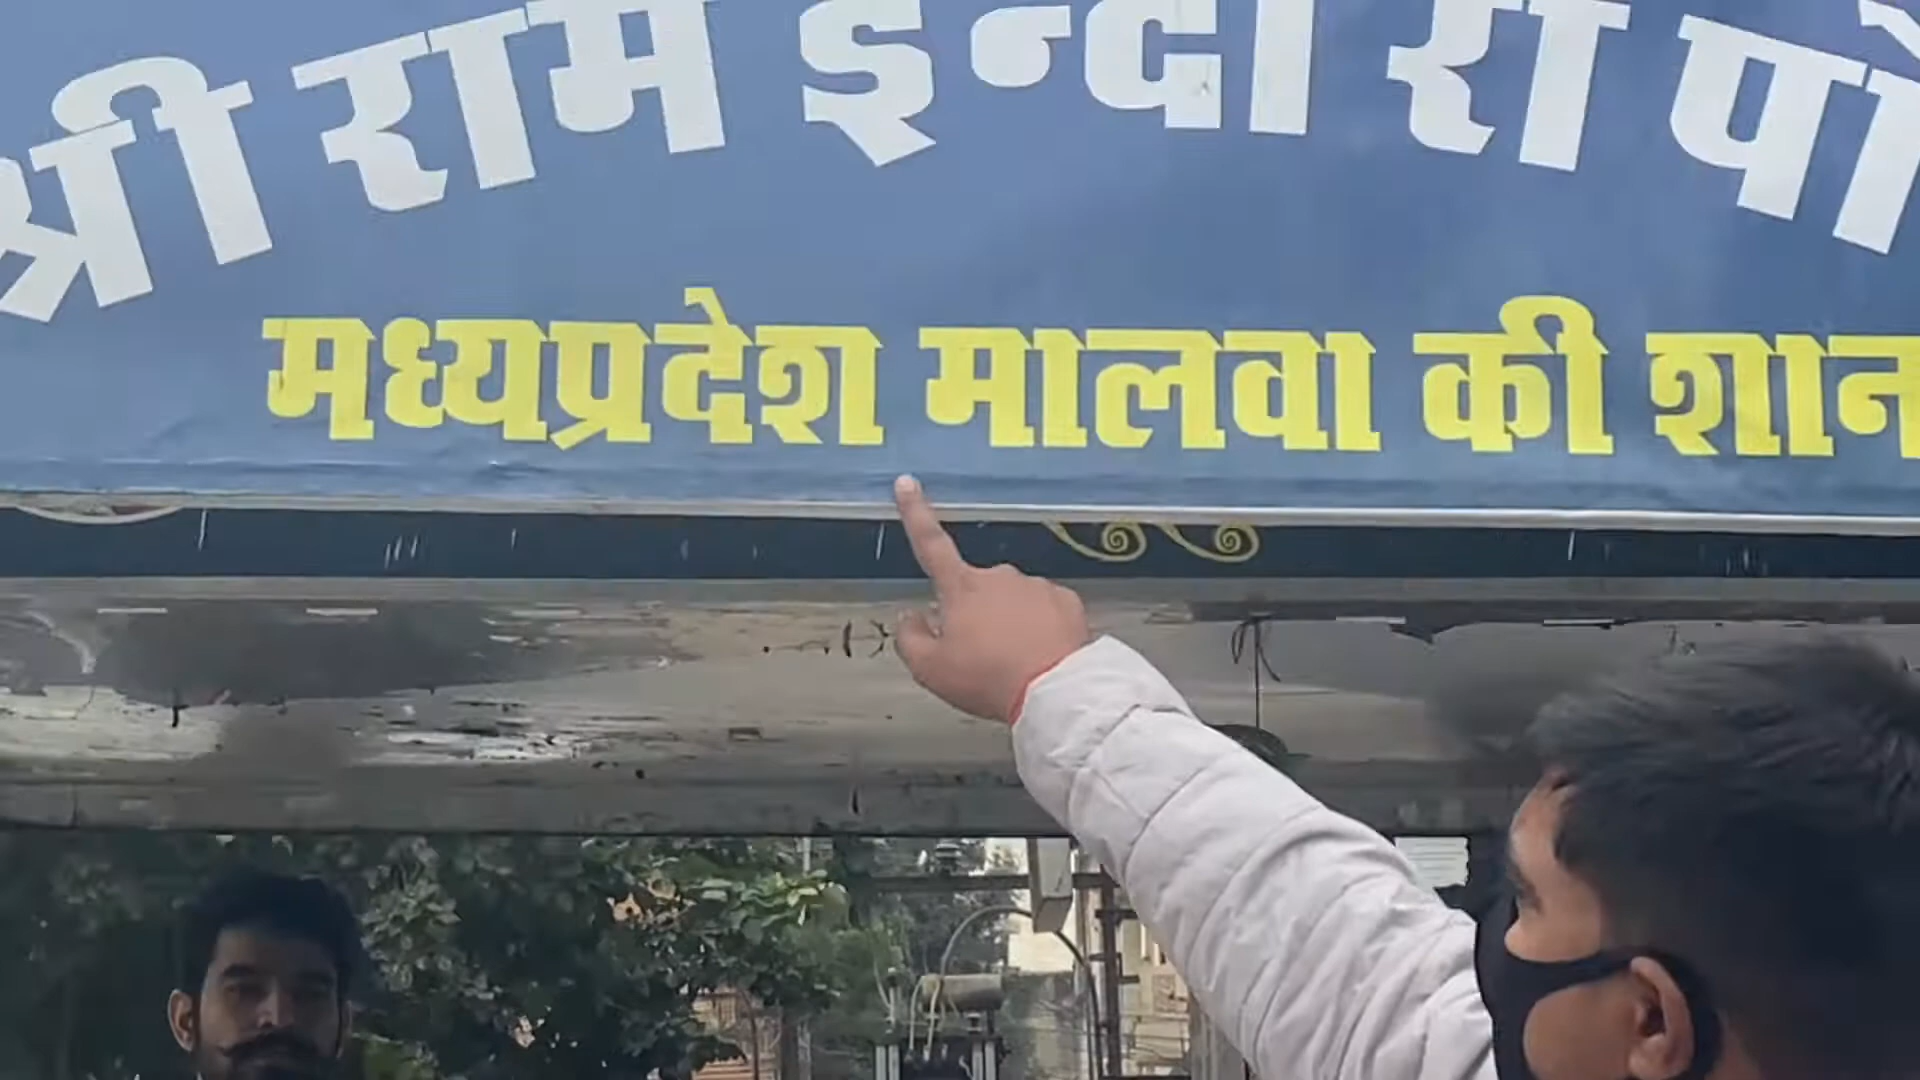 श्री राम इन्दौरी पो
मध्यप्रदेश मालवा की शान